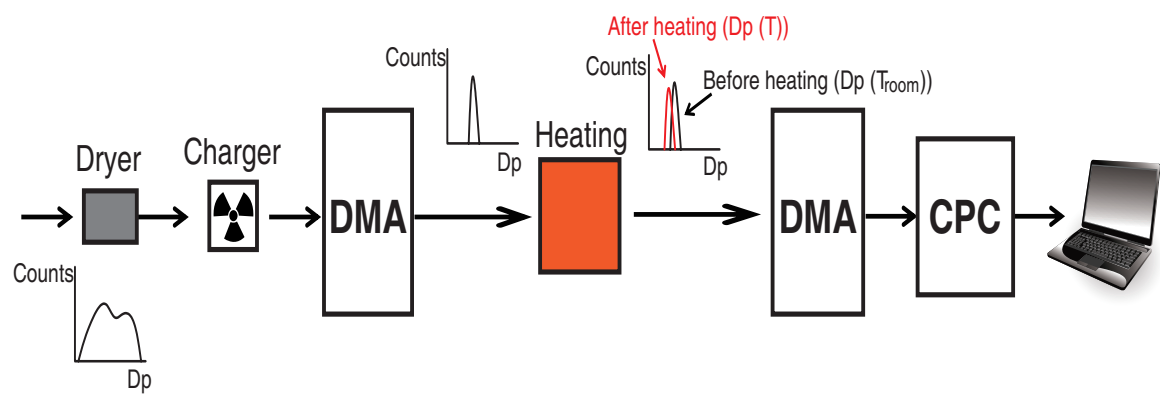 After heating (Dp (T))
Counts
Counts
Before heating (Dp (Troom))
Dp
Dp
Heating
Dryer
Charger
DMA
DMA
CPC
Counts
Dp